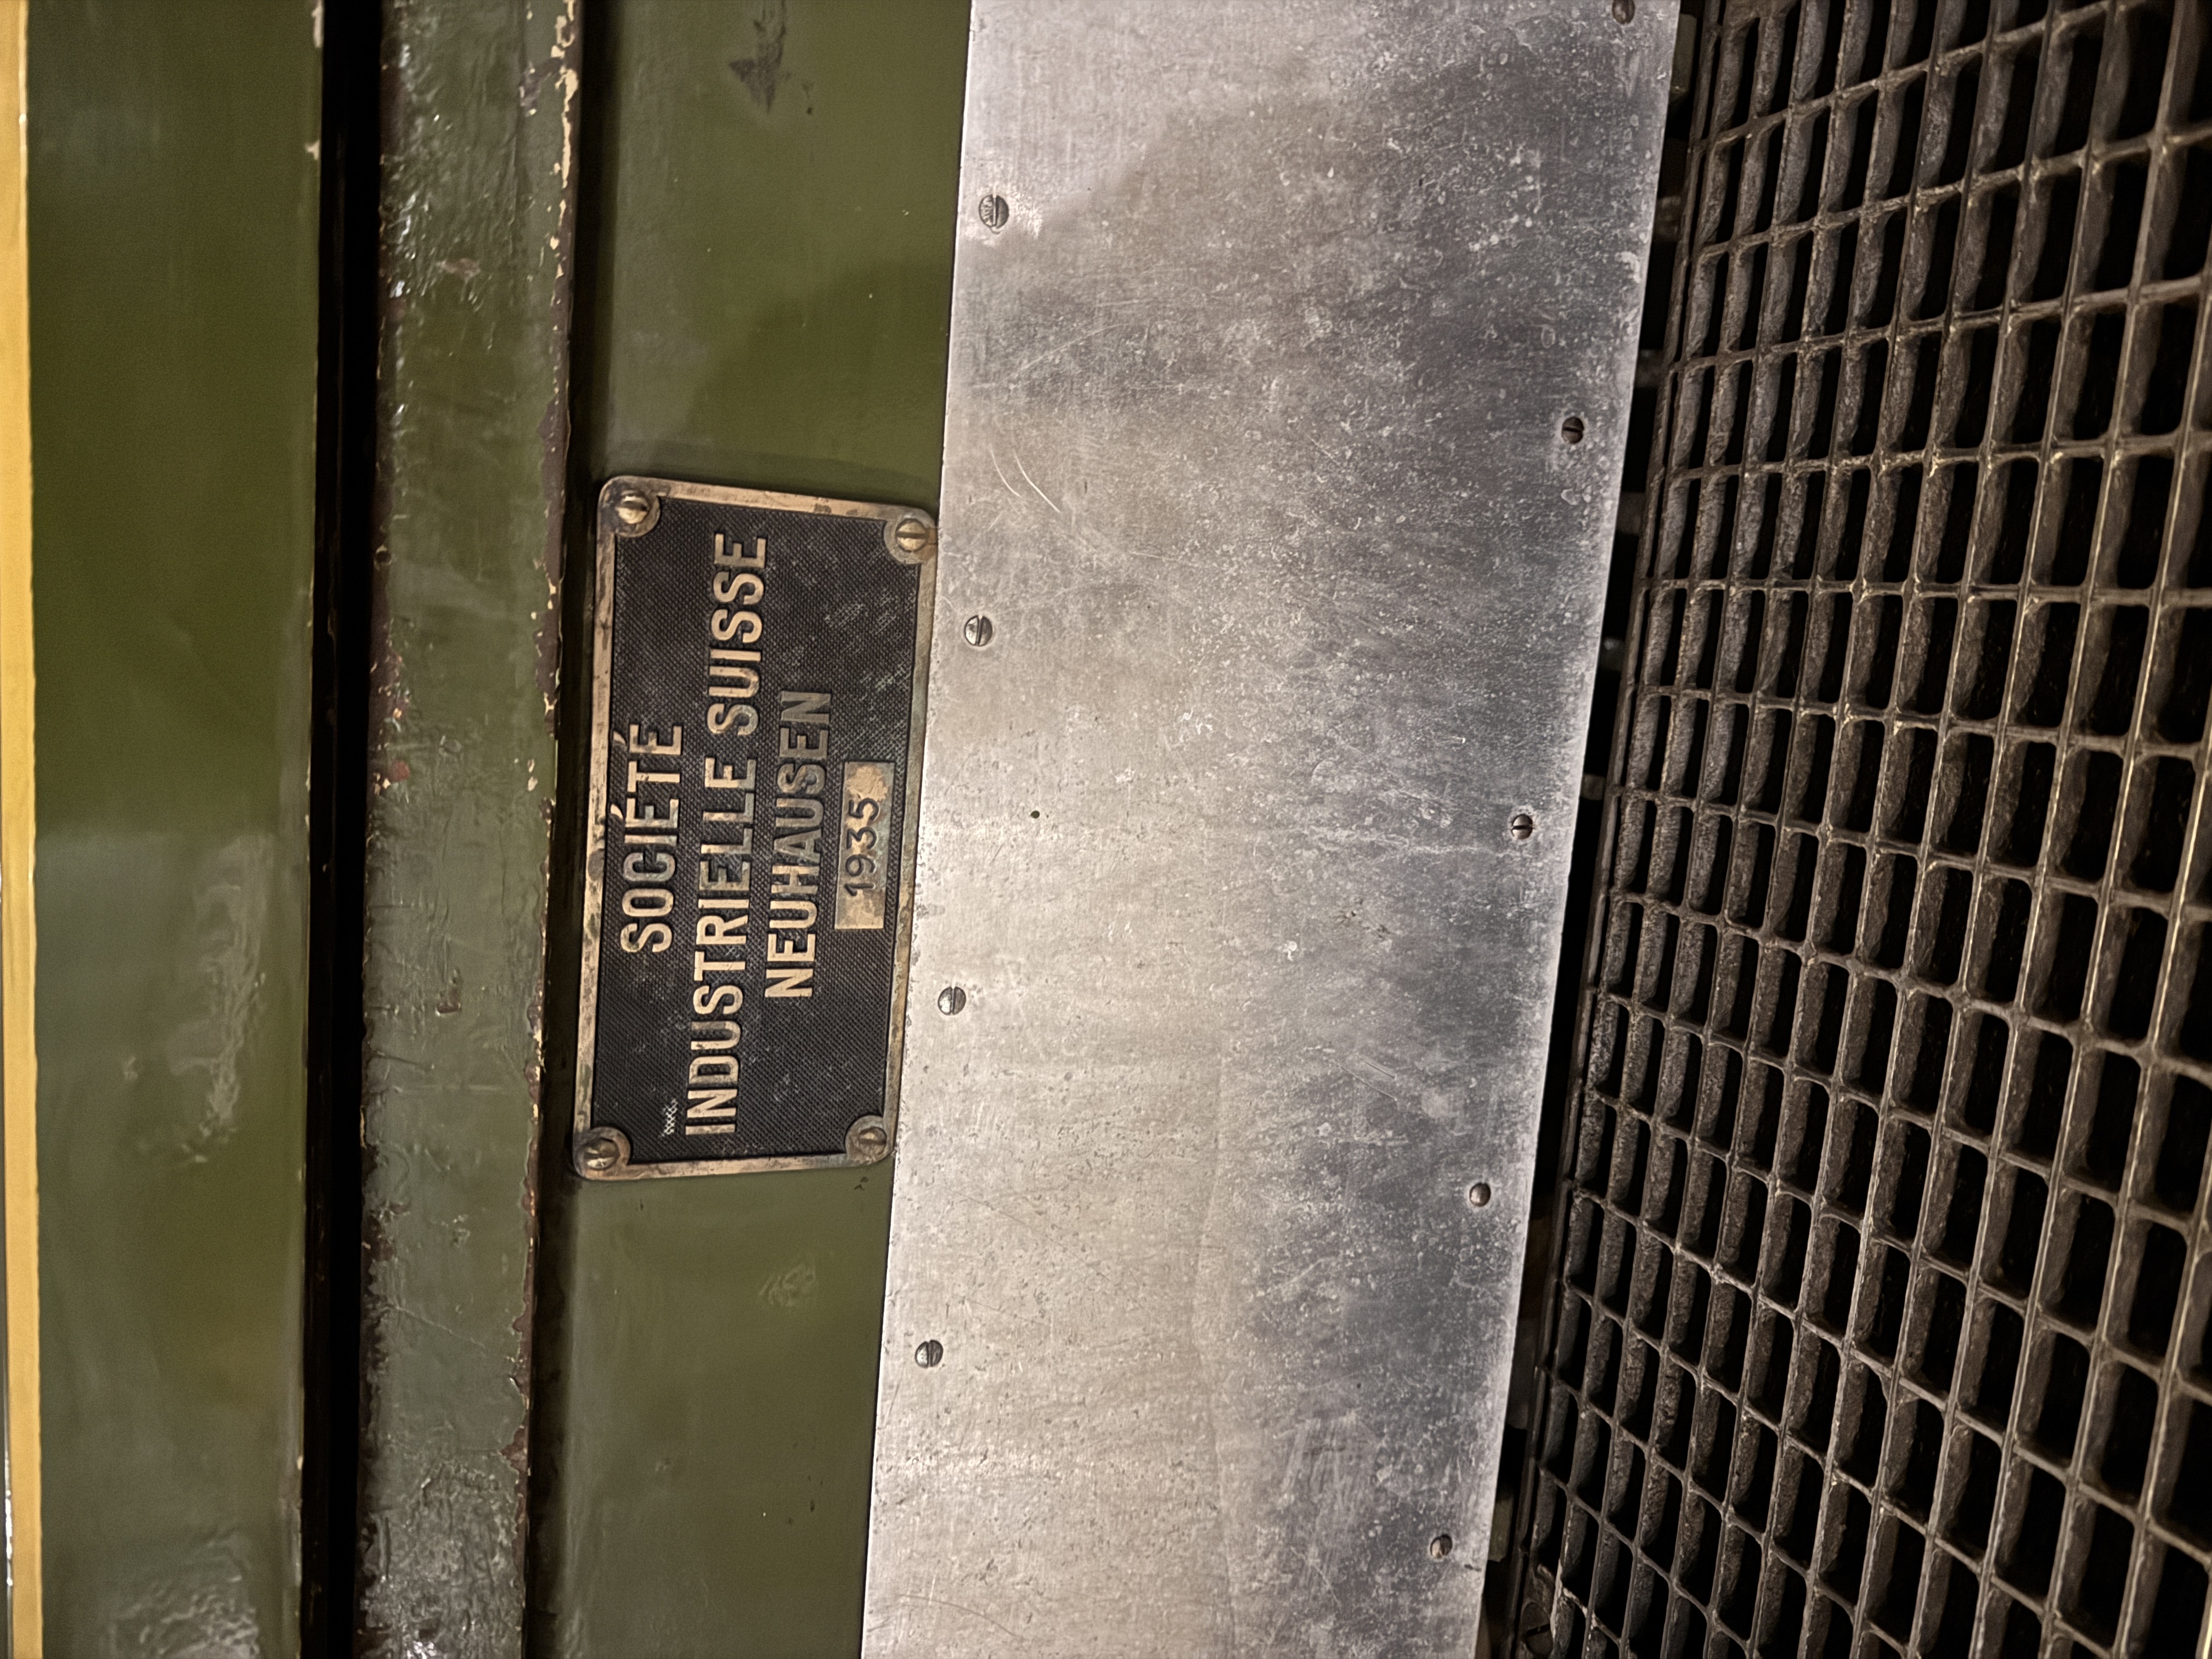 SOCIÉTÉ
INDUSTRIELLE SUISSE
NEUHAUSEN
1935